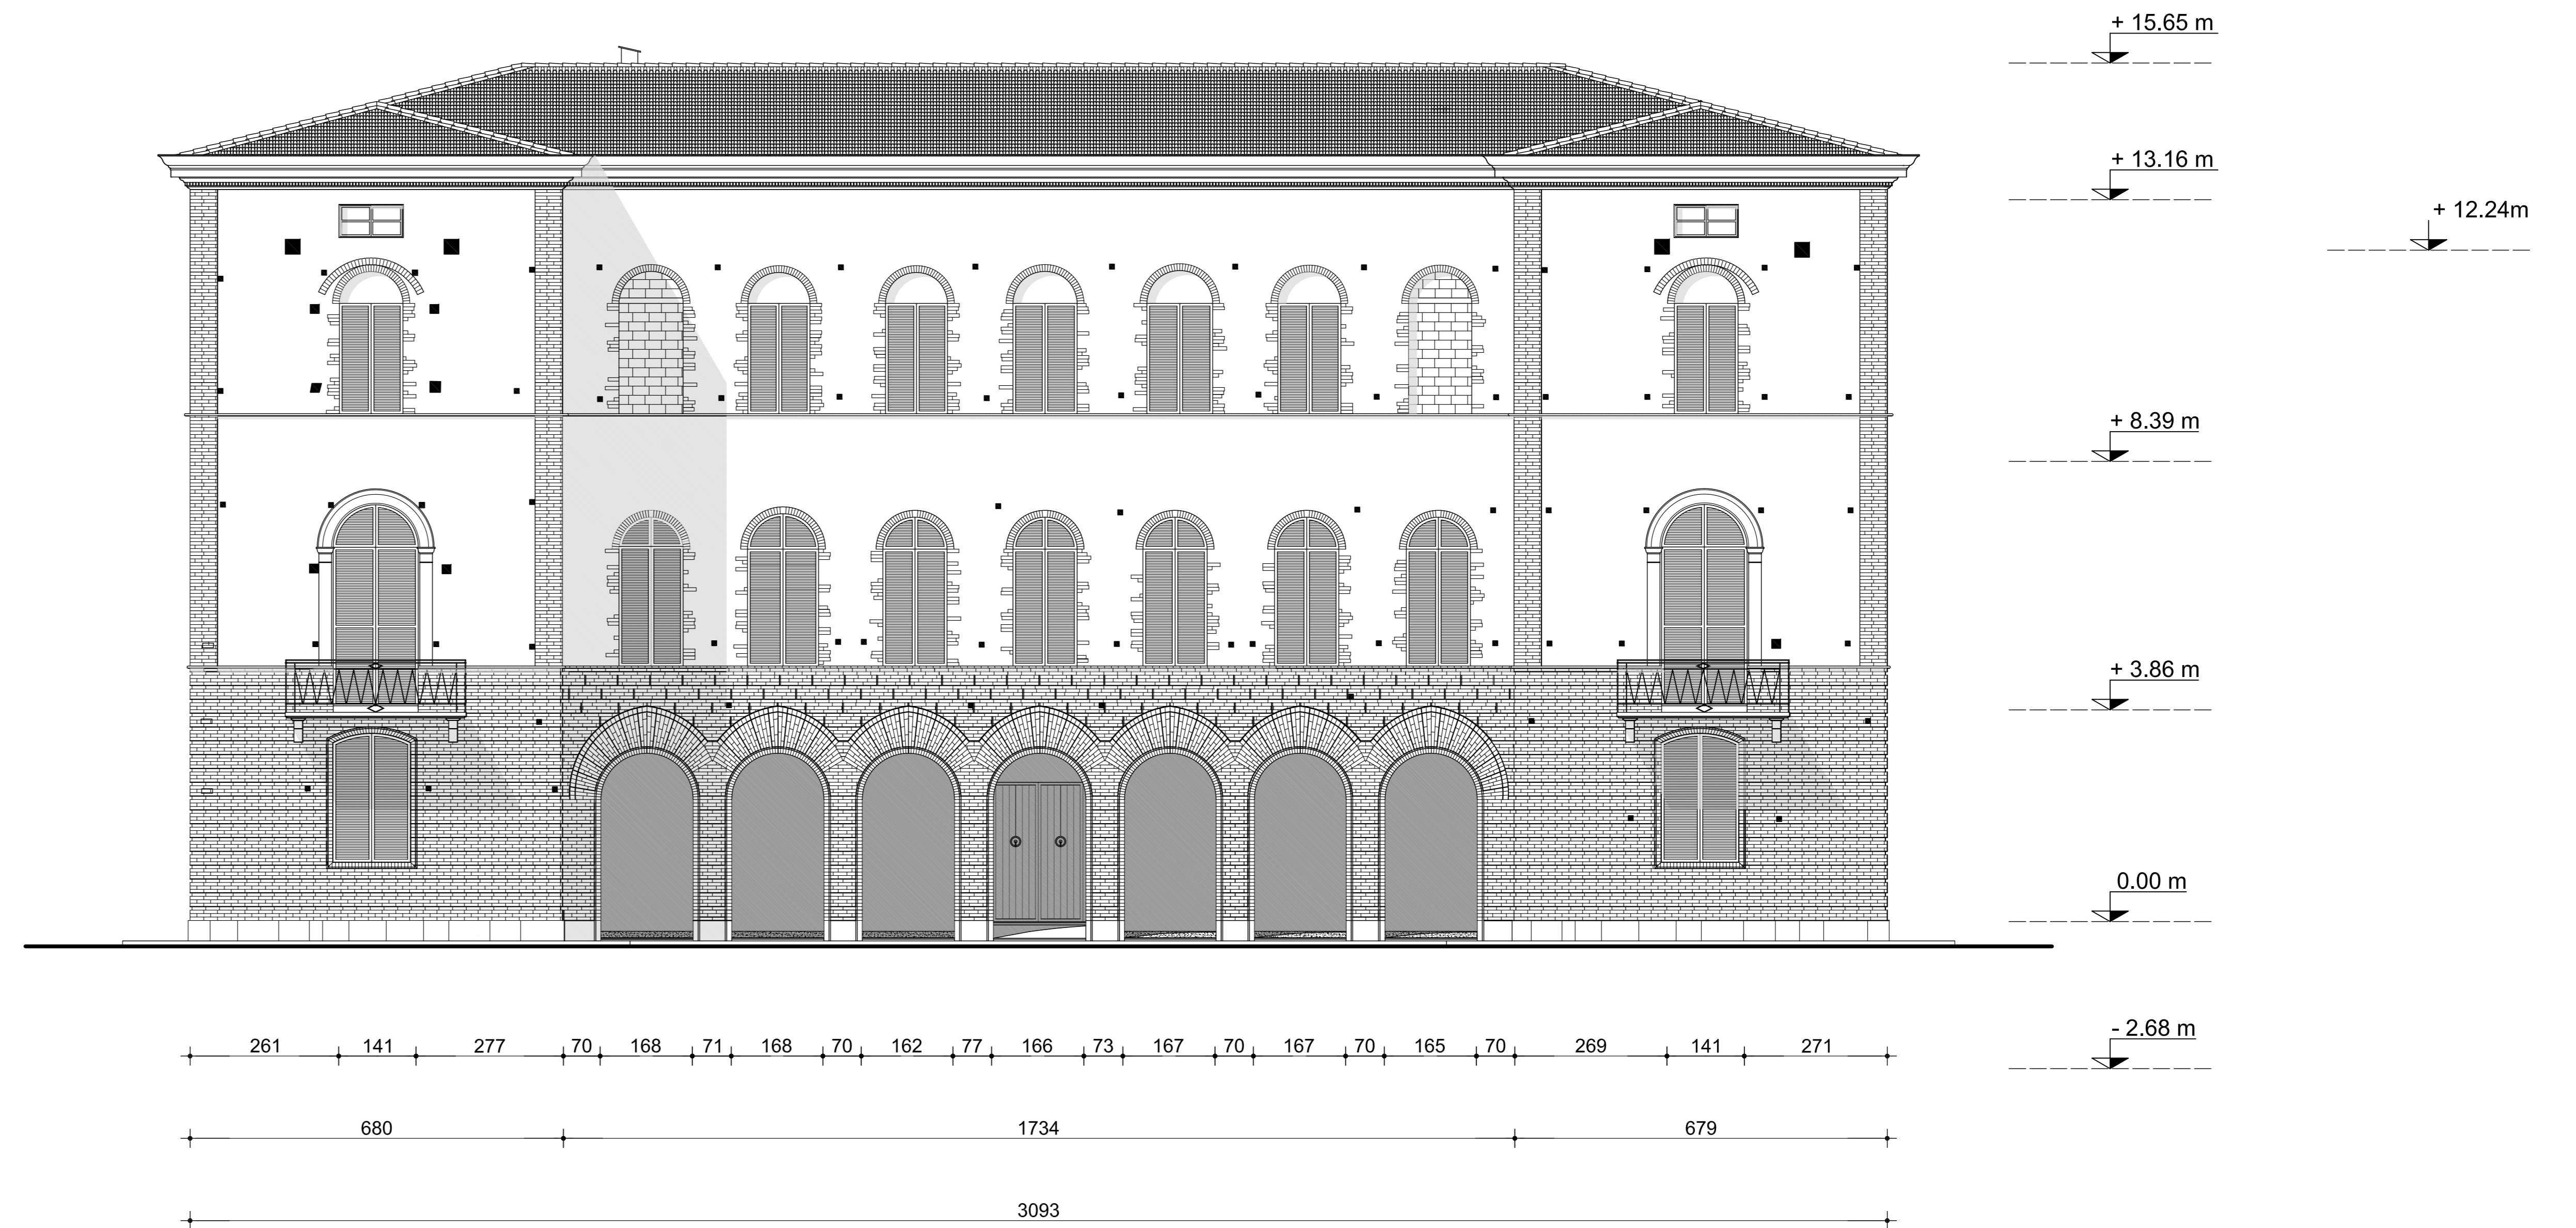 + 15.65 m
+ 13.16 m
+ 12.24m
+ 8.39 m
+ 3.86 m
0.00 m
- 2.68 m
261 141 277 70 168 71 168 70 162 77 166 73 167 70 167 70 165 70 269 141 271
680 1734 679
3093